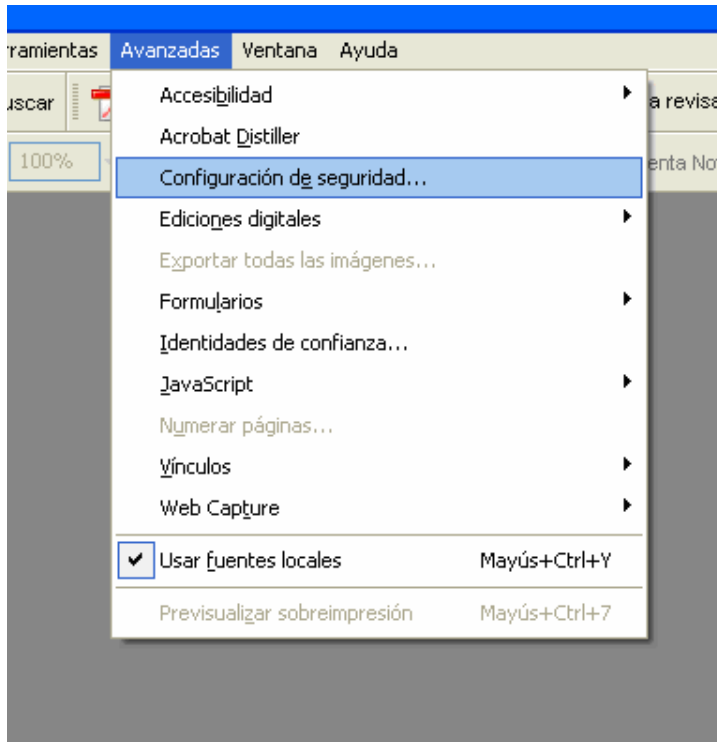 rramientas Avanzadas Ventana Ayuda
uscar a revisa
100% enta No
Accesibilidad
Acrobat Distiller
Configuración de seguridad...
Ediciones digitales
Exportar todas las imágenes...
Formularios
Identidades de confianza...
JavaScript
Numerar páginas...
Vínculos
Web Capture
Usar fuentes locales Mayús+Ctrl+Y
Previsualizar sobreimpresión Mayús+Ctrl+7